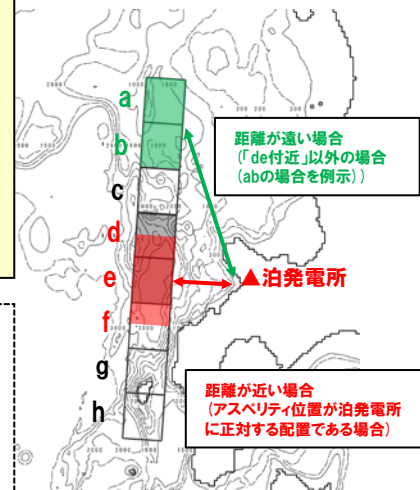 a
b
c
d
e
f
g
h
距離が遠い場合
(「de付近」以外の場合
(abの場合を例示))
▲泊発電所
距離が近い場合
(アスペリティ位置が泊発電所
に正対する配置である場合)